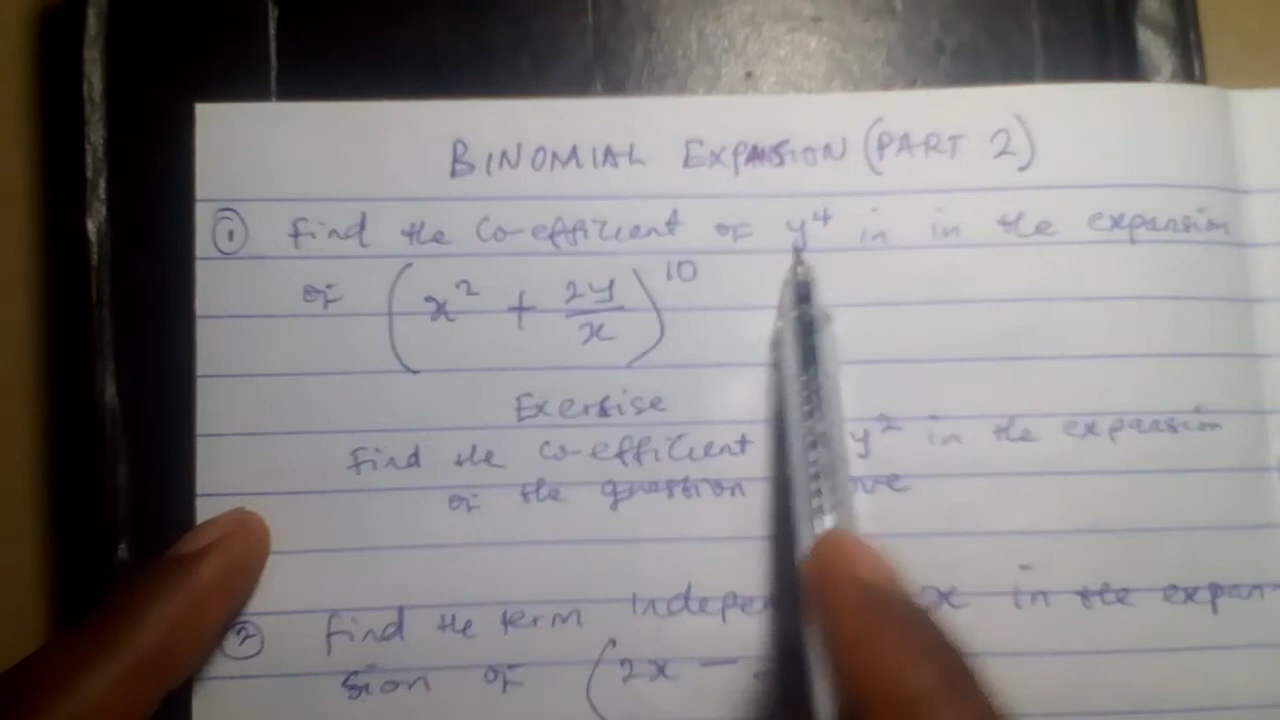 BINOMIAL EXPANSION (PART 2)
① Find the Co-efficient of y⁴ in in the expansion
of (x² + 2y/x)¹⁰
Exercise
Find the co-efficient y² in the expansion
of the question
② Find the term x in the expan-
sion of (2x -